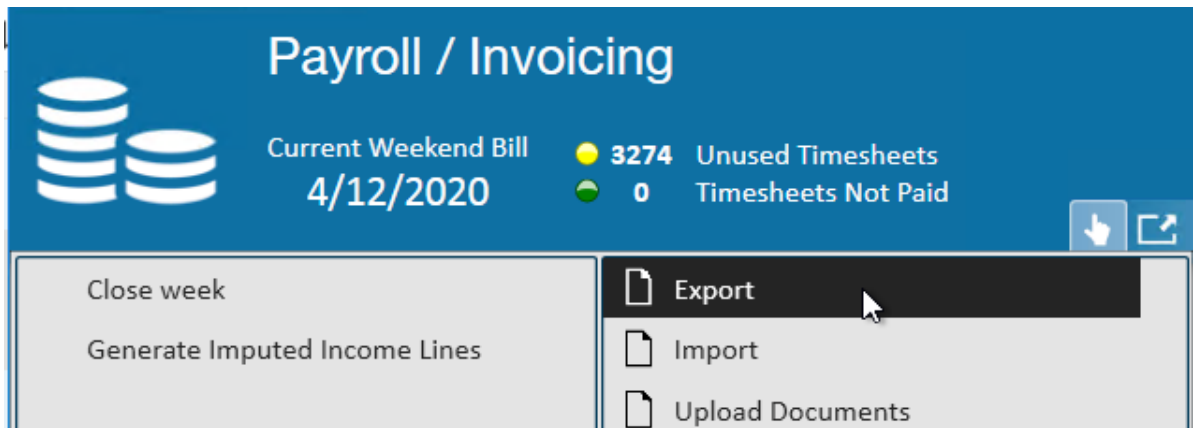 Payroll / Invoicing
Current Weekend Bill
4/12/2020
3274 Unused Timesheets
0 Timesheets Not Paid
Close week
Generate Imputed Income Lines
Export
Import
Upload Documents